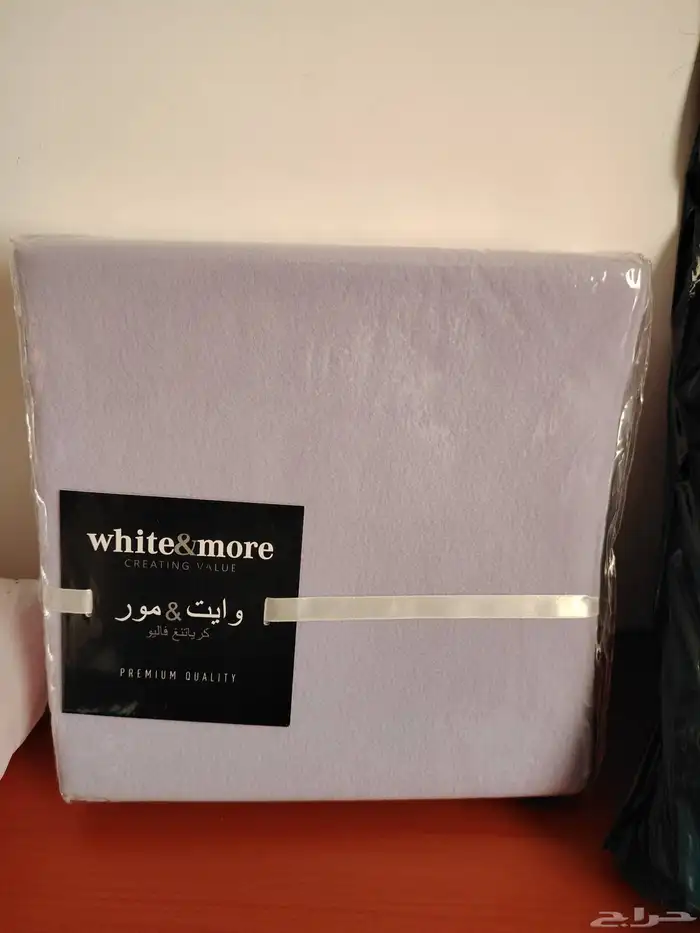 white&more
CREATING VALUE
وايت & مور
كرياتنغ فاليو
PREMIUM QUALITY
حراج